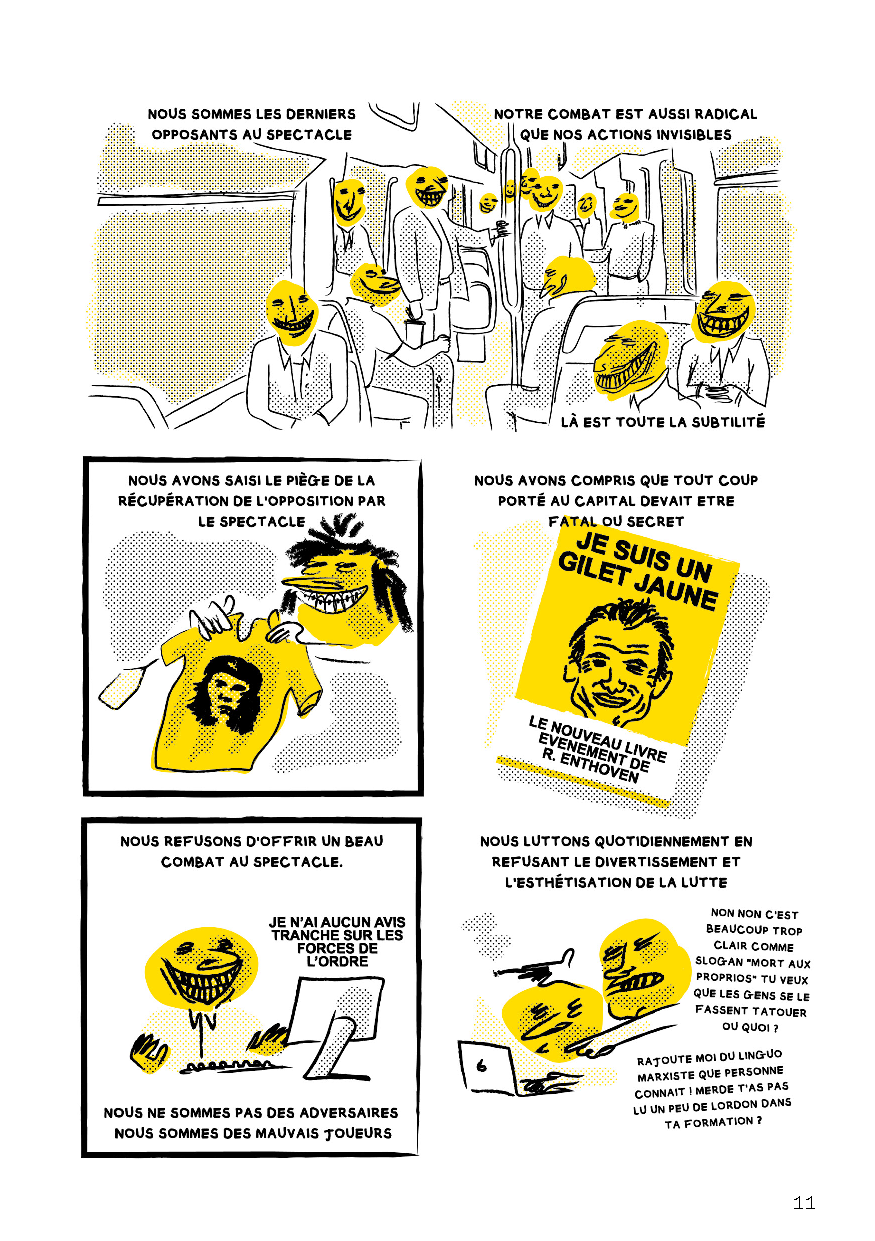 NOUS SOMMES LES DERNIERS
OPPOSANTS AU SPECTACLE
NOTRE COMBAT EST AUSSI RADICAL
QUE NOS ACTIONS INVISIBLES
LÀ EST TOUTE LA SUBTILITÉ
NOUS AVONS SAISI LE PIÈGE DE LA
RÉCUPÉRATION DE L'OPPOSITION PAR
LE SPECTACLE
NOUS AVONS COMPRIS QUE TOUT COUP
PORTÉ AU CAPITAL DEVAIT ETRE
FATAL OU SECRET
JE SUIS UN
GILET JAUNE
LE NOUVEAU LIVRE
EVENEMENT DE
R. ENTHOVEN
NOUS REFUSONS D'OFFRIR UN BEAU
COMBAT AU SPECTACLE.
JE N'AI AUCUN AVIS
TRANCHE SUR LES
FORCES DE
L'ORDRE
NOUS NE SOMMES PAS DES ADVERSAIRES
NOUS SOMMES DES MAUVAIS JOUEURS
NOUS LUTTONS QUOTIDIENNEMENT EN
REFUSANT LE DIVERTISSEMENT ET
L'ESTHÉTISATION DE LA LUTTE
NON NON C'EST
BEAUCOUP TROP
CLAIR COMME
SLOGAN "MORT AUX
PROPRIOS" TU VEUX
QUE LES GENS SE LE
FASSENT TATOUER
OU QUOI ?
6
RAJOUTE MOI DU LINGUO
MARXISTE QUE PERSONNE
CONNAIT ! MERDE T'AS PAS
LU UN PEU DE LORDON DANS
TA FORMATION ?
11